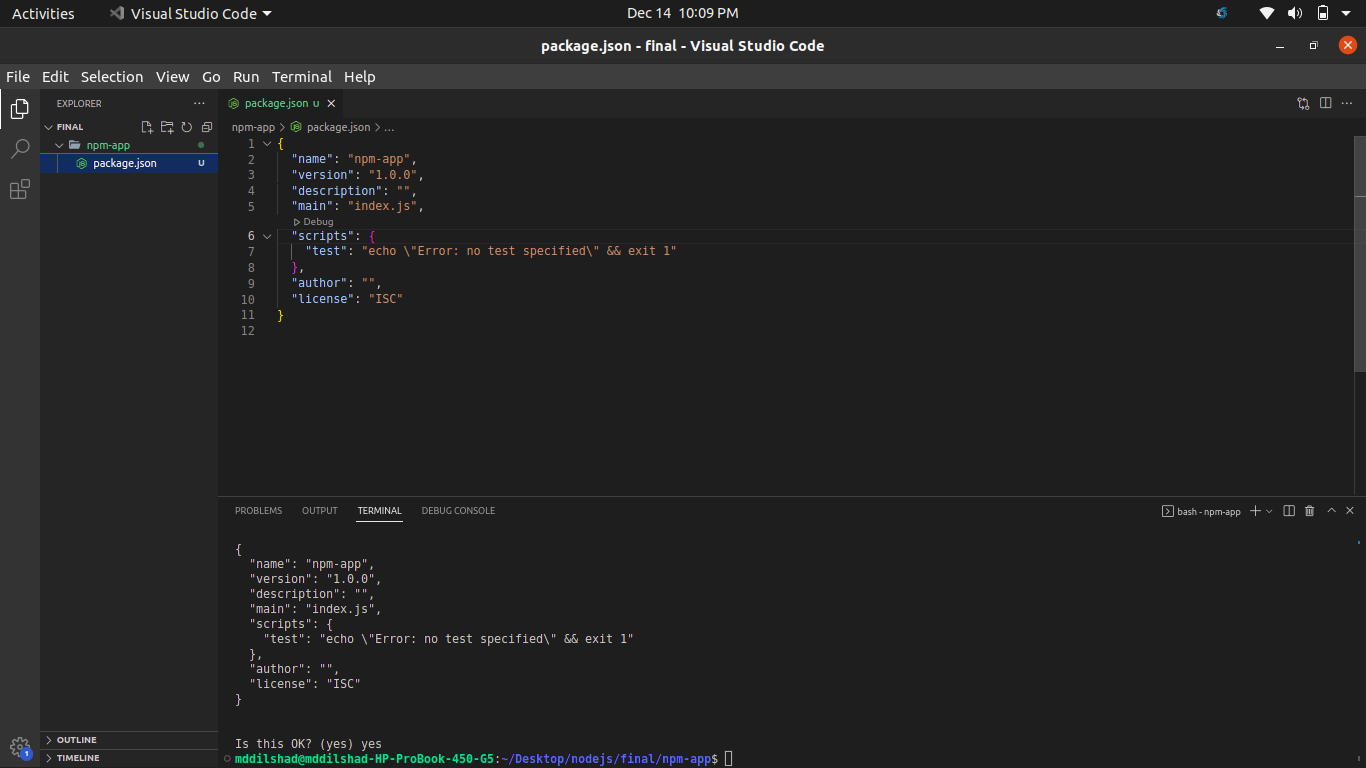 Activities
Visual Studio Code
Dec 14 10:09 PM
package.json - final - Visual Studio Code
File Edit Selection View Go Run Terminal Help
EXPLORER
FINAL
npm-app
package.json U
OUTLINE
TIMELINE
1
package.json U
npm-app > package.json > ...
1 {
2 "name": "npm-app",
3 "version": "1.0.0",
4 "description": "",
5 "main": "index.js",
Debug
6 "scripts": {
7 "test": "echo \"Error: no test specified\" && exit 1"
8 },
9 "author": "",
10 "license": "ISC"
11 }
12
PROBLEMS OUTPUT TERMINAL DEBUG CONSOLE
bash - npm-app
{
"name": "npm-app",
"version": "1.0.0",
"description": "",
"main": "index.js",
"scripts": {
"test": "echo \"Error: no test specified\" && exit 1"
},
"author": "",
"license": "ISC"
}
Is this OK? (yes) yes
mddilshad@mddilshad-HP-ProBook-450-G5:~/Desktop/nodejs/final/npm-app$